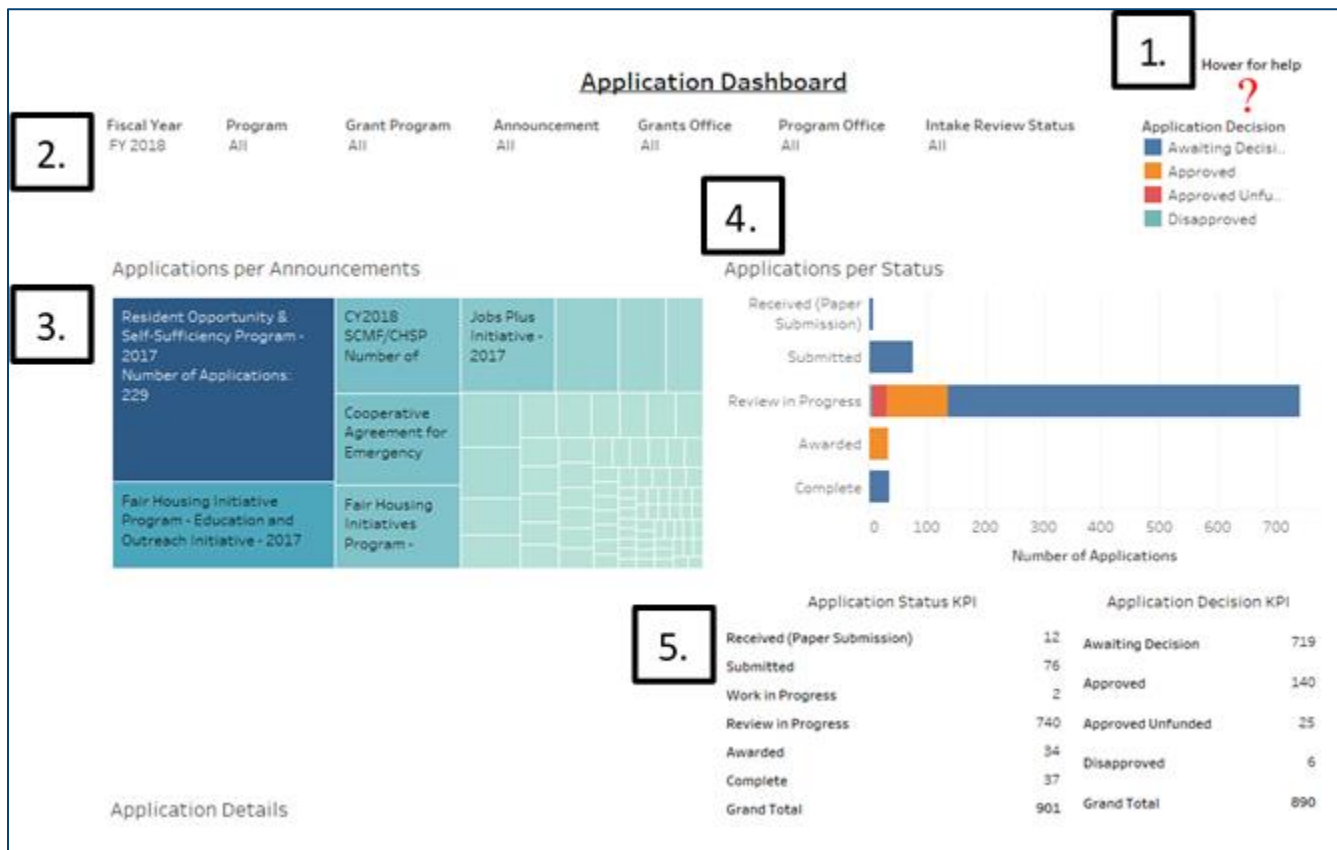 1.
Hover for help
?
Application Dashboard
2.
Fiscal Year Program Grant Program Announcement Grants Office Program Office Intake Review Status
FY 2018 All All All All All All
Application Decision
Awaiting Decisi..
Approved
Approved Unfu..
Disapproved
3.
Applications per Announcements
Resident Opportunity &
Self-Sufficiency Program -
2017
Number of Applications:
229
Fair Housing Initiative
Program - Education and
Outreach Initiative - 2017
CY2018
SCMF/CHSP
Number of
Cooperative
Agreement for
Emergency
Fair Housing
Initiatives
Program -
Jobs Plus
Initiative -
2017
4.
Applications per Status
Received (Paper
Submission)
Submitted
Review in Progress
Awarded
Complete
0 100 200 300 400 500 600 700
Number of Applications
5.
Application Status KPI
Received (Paper Submission) 12
Submitted 76
Work in Progress 2
Review in Progress 740
Awarded 34
Complete 37
Grand Total 901
Application Decision KPI
Awaiting Decision 719
Approved 140
Approved Unfunded 25
Disapproved 6
Grand Total 890
Application Details